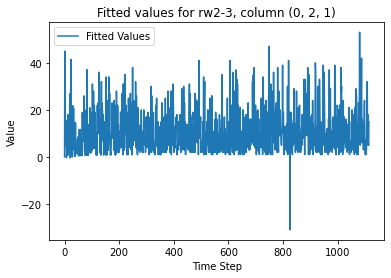 Fitted values for rw2-3, column (0, 2, 1)
Fitted Values
40
20
0
−20
Value
0
200
400
600
800
1000
Time Step